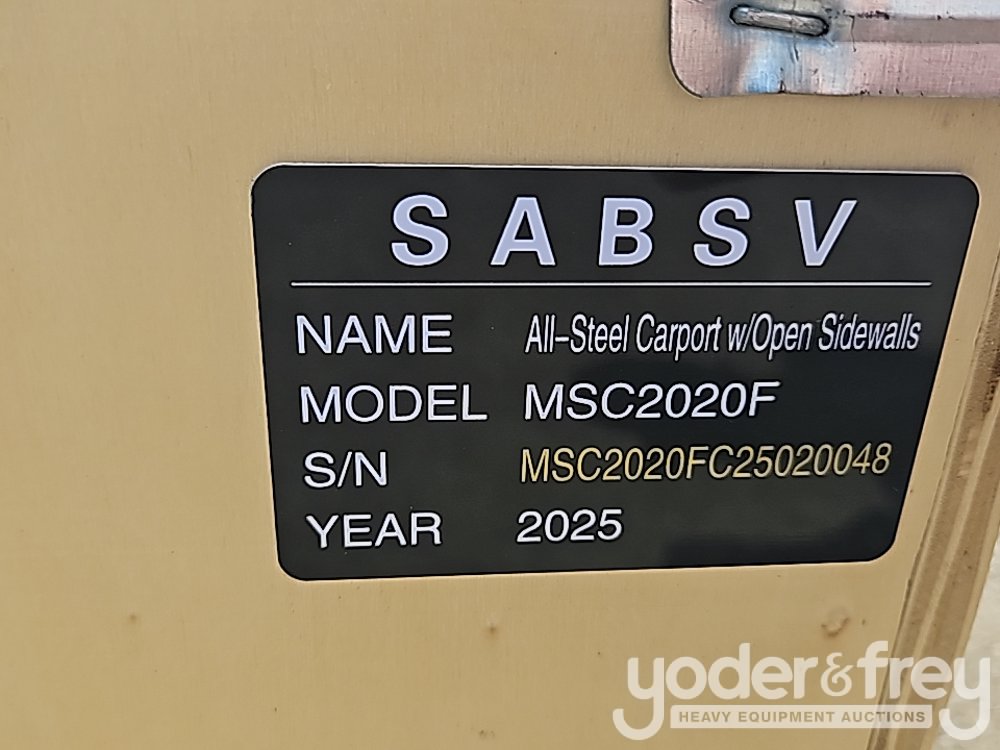 SABSV
NAME All-Steel Carport w/Open Sidewalls
MODEL MSC2020F
S/N MSC2020FC25020048
YEAR 2025
yoder&frey
HEAVY EQUIPMENT AUCTIONS